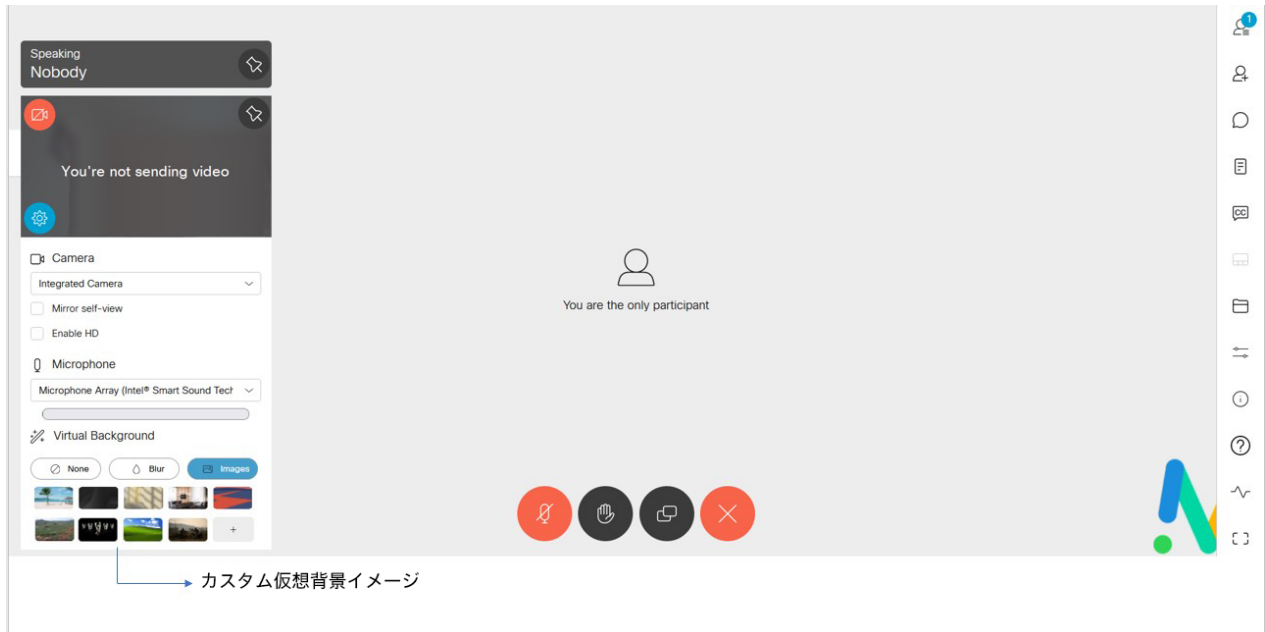 1
Speaking
Nobody
You're not sending video
Camera
Integrated Camera
Mirror self-view
Enable HD
Microphone
Microphone Array (Intel® Smart Sound Tech
Virtual Background
None Blur Images
+
CC
You are the only participant
カスタム仮想背景イメージ